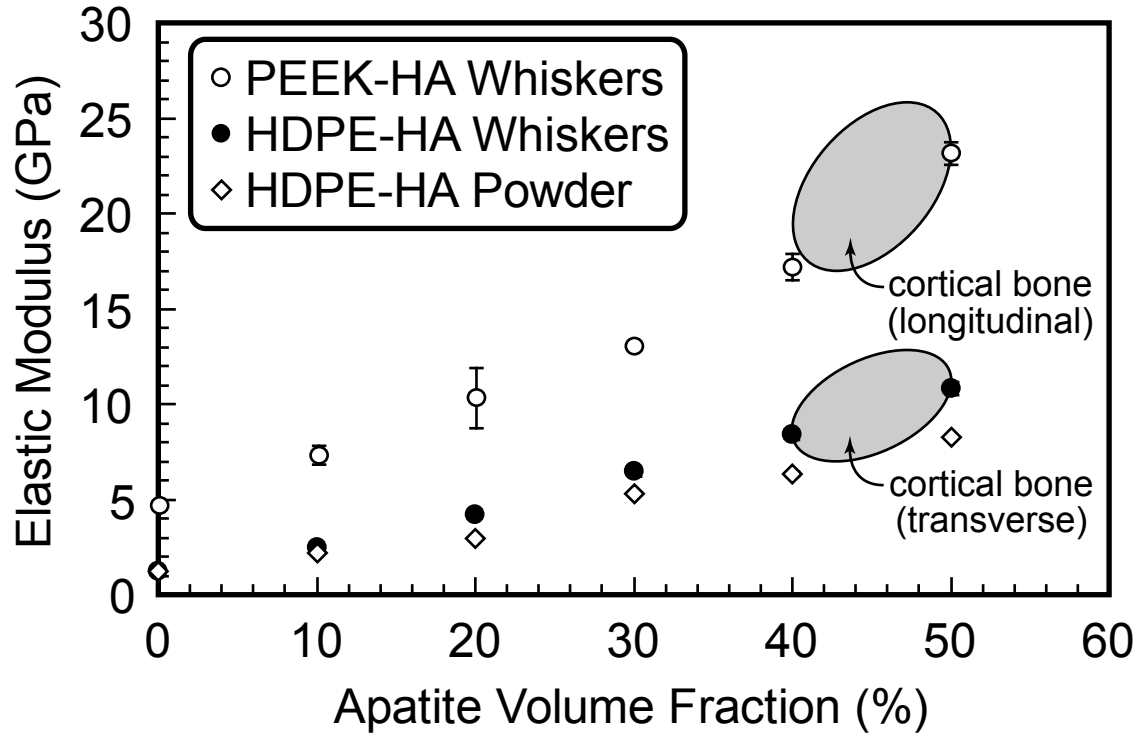 30
25
20
15
10
5
0
Elastic Modulus (GPa)
PEEK-HA Whiskers
HDPE-HA Whiskers
HDPE-HA Powder
cortical bone
(longitudinal)
cortical bone
(transverse)
0 10 20 30 40 50 60
Apatite Volume Fraction (%)